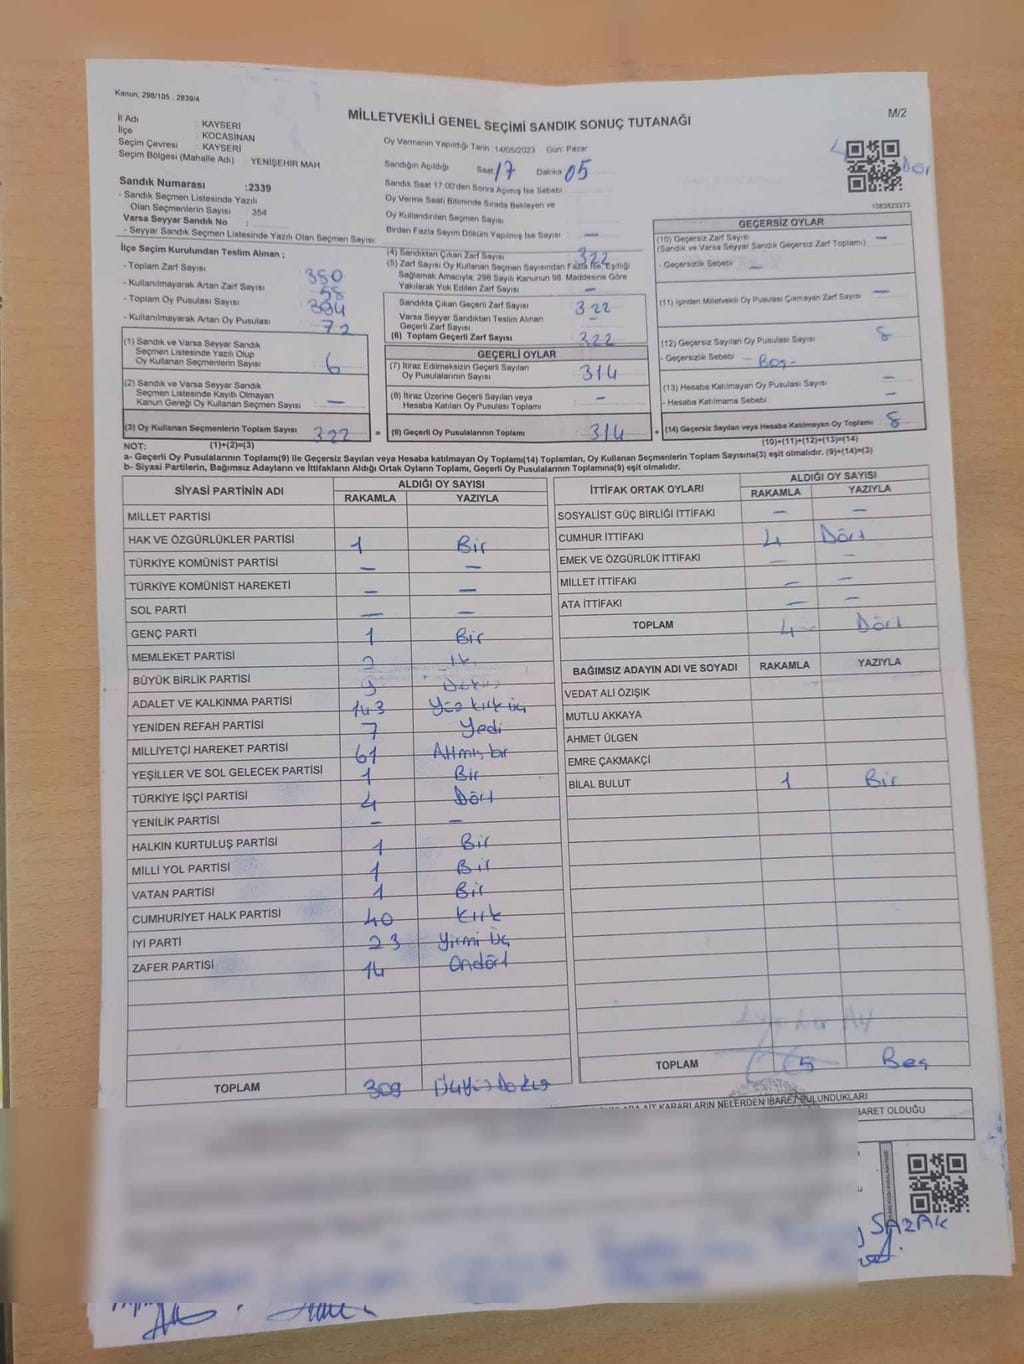 Kanun; 298/105 , 2839/4
MİLLETVEKİLİ GENEL SEÇİMİ SANDIK SONUÇ TUTANAĞI
M/2
İl Adı : KAYSERİ
İlçe : KOCASİNAN
Seçim Çevresi : KAYSERİ
Seçim Bölgesi (Mahalle Adı) YENİŞEHİR MAH
Sandık Numarası :2339
- Sandık Seçmen Listesinde Yazılı
Olan Seçmenlerin Sayısı : 354
Varsa Seyyar Sandık No :
- Seyyar Sandık Seçmen Listesinde Yazılı Olan Seçmen Sayısı:
Oy Vermenin Yapıldığı Tarih 14/05/2023 Gün: Pazar
Sandığın Açıldığı Saat 17 Dakika 05
Sandık Saat 17:00'den Sonra Açılmış İse Sebebi
Oy Verme Saati Bitiminde Sırada Bekleyen ve
Oy Kullandırılan Seçmen Sayısı
Birden Fazla Sayım Döküm Yapılmış İse Sayısı —
Dört
1083623373
İlçe Seçim Kurulundan Teslim Alınan ;
- Toplam Zarf Sayısı 380
- Kullanılmayarak Artan Zarf Sayısı 58
- Toplam Oy Pusulası Sayısı 394
- Kullanılmayarak Artan Oy Pusulası 72
(1) Sandık ve Varsa Seyyar Sandık
Seçmen Listesinde Yazılı Olup
Oy Kullanan Seçmenlerin Sayısı 6
(2) Sandık ve Varsa Seyyar Sandık
Seçmen Listesinde Kayıtlı Olmayan
Kanun Gereği Oy Kullanan Seçmen Sayısı —
(3) Oy Kullanan Seçmenlerin Toplam Sayısı 322
(4) Sandıktan Çıkan Zarf Sayısı 322
(5) Zarf Sayısı Oy Kullanan Seçmen Sayısından Fazla İse, Eşitliği
Sağlamak Amacıyla, 298 Sayılı Kanunun 98. Maddesine Göre
Yakılarak Yok Edilen Zarf Sayısı —
Sandıkta Çıkan Geçerli Zarf Sayısı 322
Varsa Seyyar Sandıktan Teslim Alınan
Geçerli Zarf Sayısı
(6) Toplam Geçerli Zarf Sayısı 322
GEÇERLİ OYLAR
(7) İtiraz Edilmeksizin Geçerli Sayılan
Oy Pusulalarının Sayısı 314
(8) İtiraz Üzerine Geçerli Sayılan veya
Hesaba Katılan Oy Pusulası Toplamı —
= (9) Geçerli Oy Pusulalarının Toplamı 314
GEÇERSİZ OYLAR
(10) Geçersiz Zarf Sayısı
(Sandık ve Varsa Seyyar Sandık Geçersiz Zarf Toplamı) —
- Geçersizlik Sebebi —
(11) İçinden Milletvekili Oy Pusulası Çıkmayan Zarf Sayısı —
(12) Geçersiz Sayılan Oy Pusulası Sayısı 8
- Geçersizlik Sebebi - Boş-
(13) Hesaba Katılmayan Oy Pusulası Sayısı —
- Hesaba Katılmama Sebebi —
+ (14) Geçersiz Sayılan veya Hesaba Katılmayan Oy Toplamı 8
NOT: (1)+(2)=(3) (10)+(11)+(12)+(13)=(14)
a- Geçerli Oy Pusulalarının Toplamı(9) ile Geçersiz Sayılan veya Hesaba katılmayan Oy Toplamı(14) Toplamları, Oy Kullanan Seçmenlerin Toplam Sayısına(3) eşit olmalıdır. (9)+(14)=(3)
b- Siyasi Partilerin, Bağımsız Adayların ve İttifakların Aldığı Ortak Oyların Toplamı, Geçerli Oy Pusulalarının Toplamına(9) eşit olmalıdır.
SİYASİ PARTİNİN ADI ALDIĞI OY SAYISI
RAKAMLA YAZIYLA
MİLLET PARTİSİ
HAK VE ÖZGÜRLÜKLER PARTİSİ 1 Bir
TÜRKİYE KOMÜNİST PARTİSİ — —
TÜRKİYE KOMÜNİST HAREKETİ — —
SOL PARTİ — —
GENÇ PARTİ 1 Bir
MEMLEKET PARTİSİ 2 İki
BÜYÜK BİRLİK PARTİSİ 9 Dokuz
ADALET VE KALKINMA PARTİSİ 143 Yüz kırk üç
YENİDEN REFAH PARTİSİ 7 Yedi
MİLLİYETÇİ HAREKET PARTİSİ 61 Altmış bir
YEŞİLLER VE SOL GELECEK PARTİSİ 1 Bir
TÜRKİYE İŞÇİ PARTİSİ 4 Dört
YENİLİK PARTİSİ — —
HALKIN KURTULUŞ PARTİSİ 1 Bir
MİLLİ YOL PARTİSİ 1 Bir
VATAN PARTİSİ 1 Bir
CUMHURİYET HALK PARTİSİ 40 Kırk
İYİ PARTİ 23 Yirmi Üç
ZAFER PARTİSİ 14 Ondört
TOPLAM 309 Üçyüz Dokuz
İTTİFAK ORTAK OYLARI ALDIĞI OY SAYISI
RAKAMLA YAZIYLA
SOSYALİST GÜÇ BİRLİĞİ İTTİFAKI — —
CUMHUR İTTİFAKI 4 Dört
EMEK VE ÖZGÜRLÜK İTTİFAKI — —
MİLLET İTTİFAKI — —
ATA İTTİFAKI — —
TOPLAM 4 Dört
BAĞIMSIZ ADAYIN ADI VE SOYADI RAKAMLA YAZIYLA
VEDAT ALİ ÖZIŞIK
MUTLU AKKAYA
AHMET ÜLGEN
EMRE ÇAKMAKÇİ
BİLAL BULUT 1 Bir
TOPLAM 5 Beş
AİT KARARLARIN NELERDEN İBARET BULUNDUKLARI
İBARET OLDUĞU
SAZAK